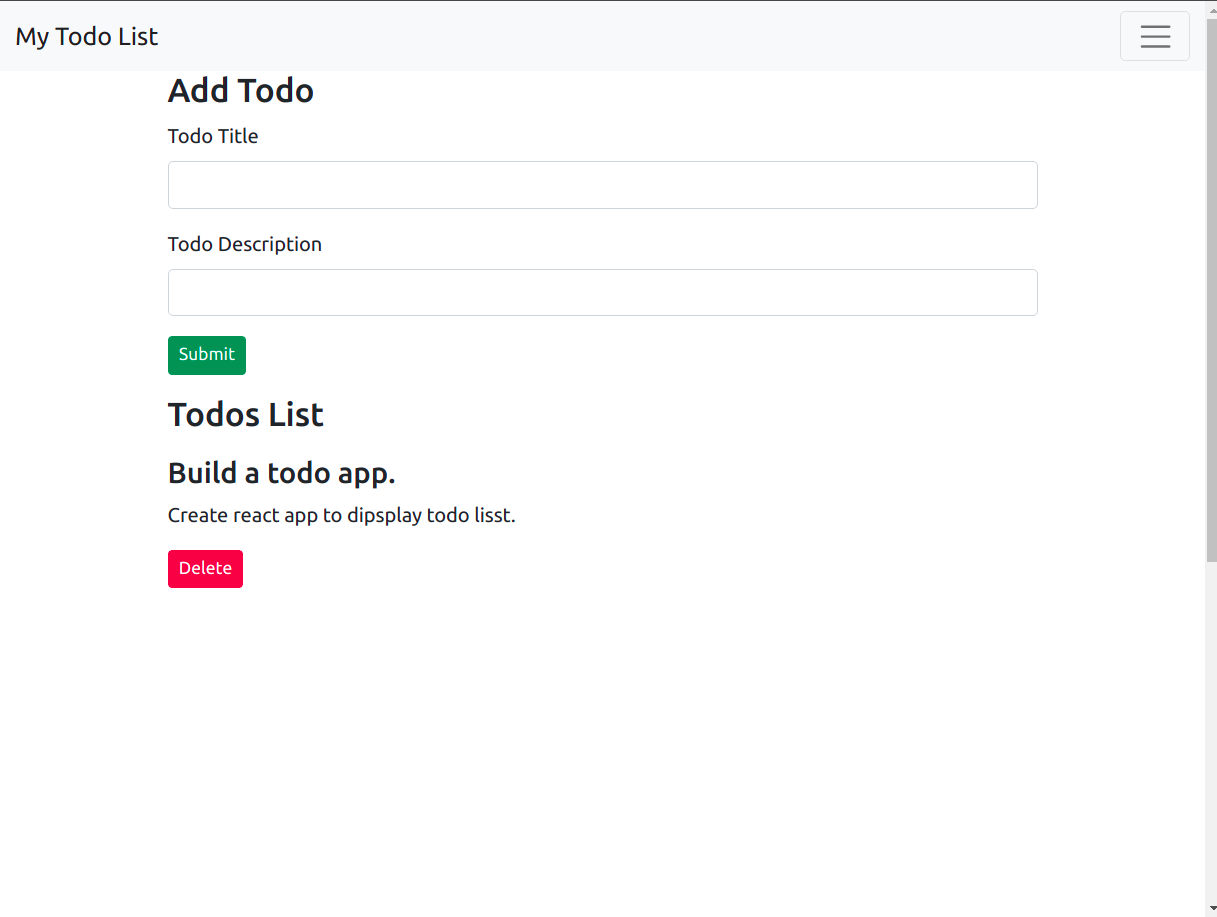 My Todo List
Add Todo
Todo Title
Todo Description
Submit
Todos List
Build a todo app.
Create react app to dipsplay todo lisst.
Delete